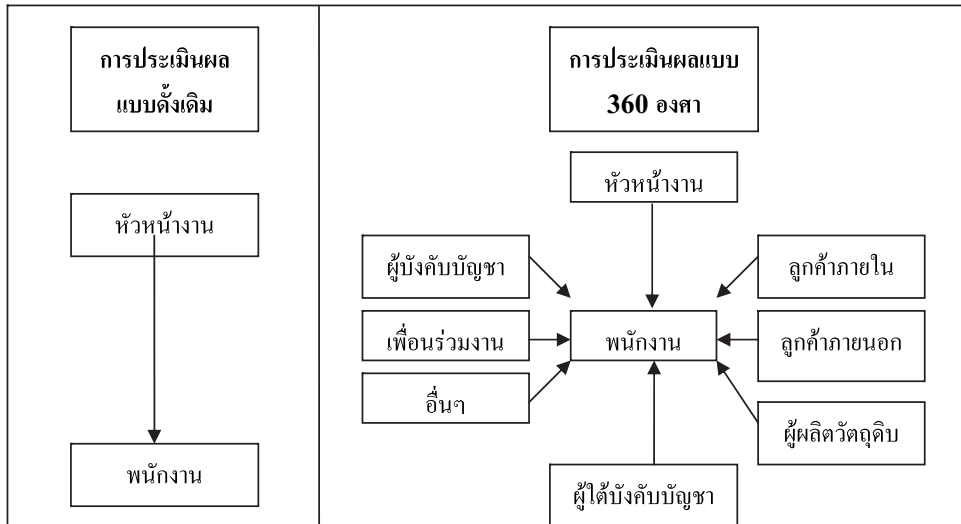 การประเมินผล
แบบดั้งเดิม
หัวหน้างาน
พนักงาน
การประเมินผลแบบ
360 องศา
หัวหน้างาน
ผู้บังคับบัญชา
ลูกค้าภายใน
เพื่อนร่วมงาน
พนักงาน
ลูกค้าภายนอก
อื่นๆ
ผู้ผลิตวัตถุดิบ
ผู้ใต้บังคับบัญชา